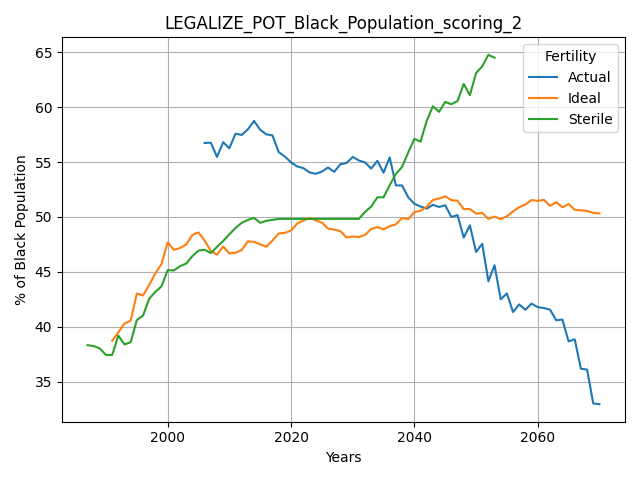 LEGALIZE_POT_Black_Population_scoring_2
Fertility
Actual
Ideal
Sterile
% of Black Population
65
60
55
50
45
40
35
2000
2020
2040
2060
Years